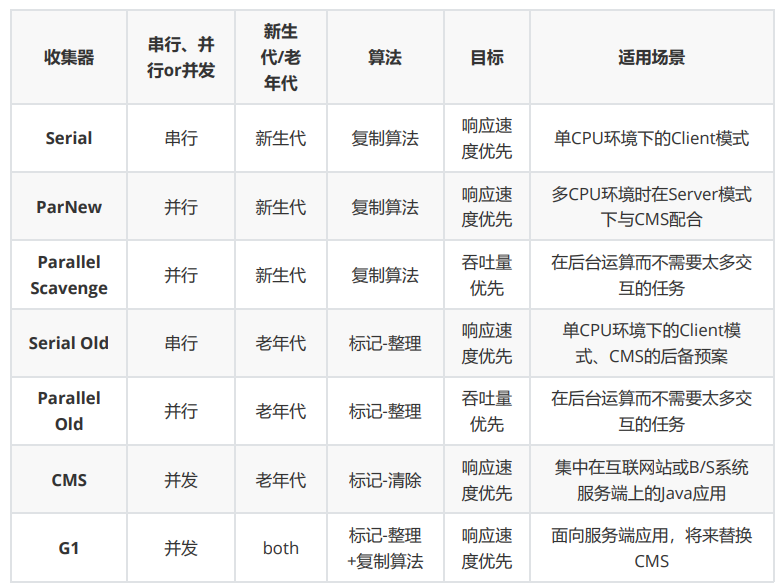 收集器
串行、并
行or并发
新生
代/老
年代
算法
目标
适用场景
Serial
串行
新生代
复制算法
响应速
度优先
单CPU环境下的Client模式
ParNew
并行
新生代
复制算法
响应速
度优先
多CPU环境时在Server模式
下与CMS配合
Parallel
Scavenge
并行
新生代
复制算法
吞吐量
优先
在后台运算而不需要太多交
互的任务
Serial Old
串行
老年代
标记-整理
响应速
度优先
单CPU环境下的Client模
式、CMS的后备预案
Parallel
Old
并行
老年代
标记-整理
吞吐量
优先
在后台运算而不需要太多交
互的任务
CMS
并发
老年代
标记-清除
响应速
度优先
集中在互联网站或B/S系统
服务端上的Java应用
G1
并发
both
标记-整理
+复制算法
响应速
度优先
面向服务端应用，将来替换
CMS